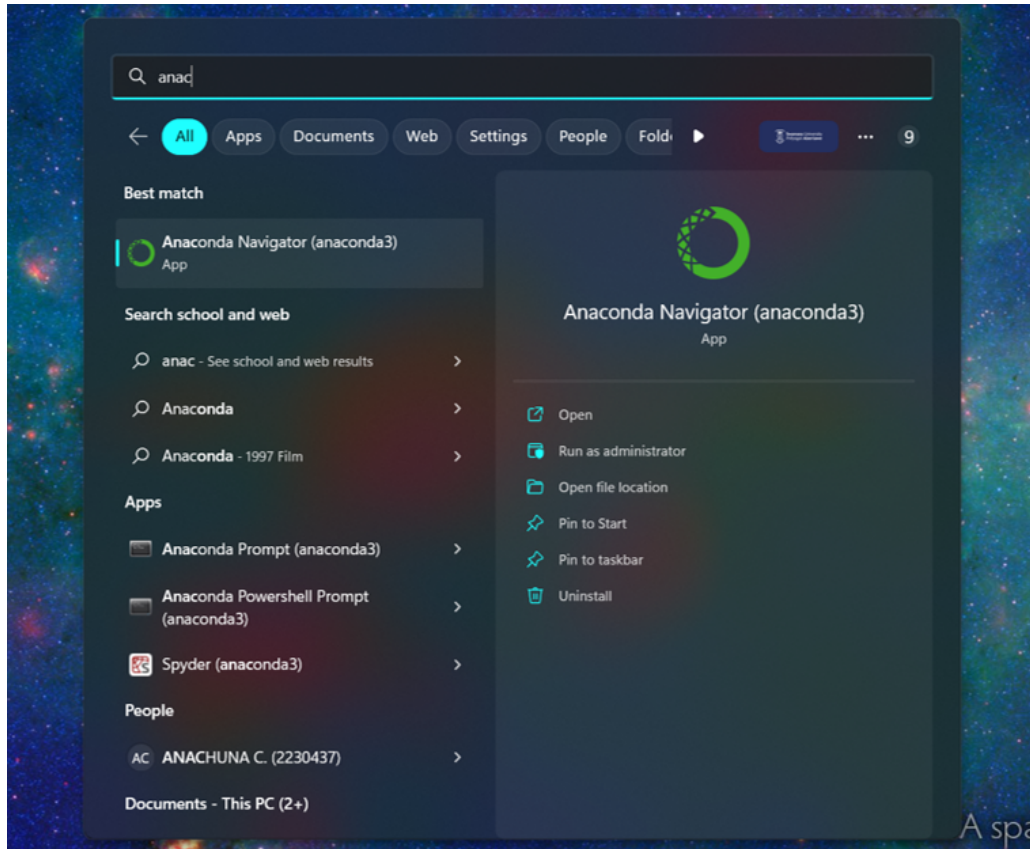 anac
All Apps Documents Web Settings People Folde
9
Best match
Anaconda Navigator (anaconda3)
App
Search school and web
anac - See school and web results
Anaconda
Anaconda - 1997 Film
Apps
Anaconda Prompt (anaconda3)
Anaconda Powershell Prompt
(anaconda3)
Spyder (anaconda3)
People
AC ANACHUNA C. (2230437)
Documents - This PC (2+)
Anaconda Navigator (anaconda3)
App
Open
Run as administrator
Open file location
Pin to Start
Pin to taskbar
Uninstall
A spa